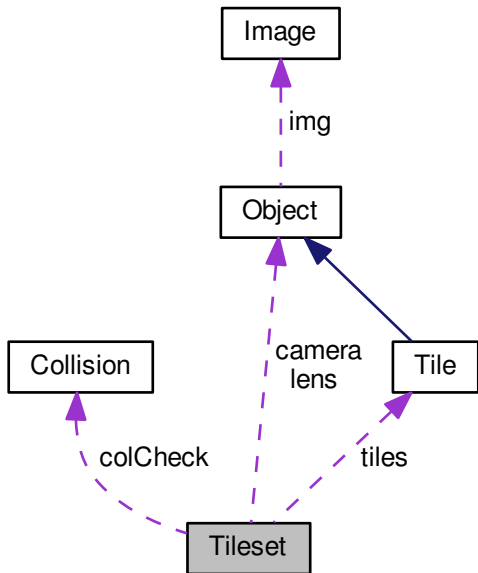 Image
img
Object
camera
lens
Collision
Tile
colCheck
tiles
Tileset